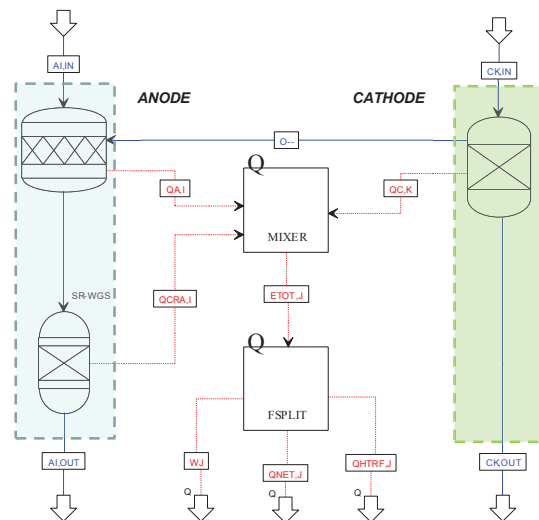 AI,IN
CK,IN
ANODE
CATHODE
O--
Q
QA,I
QC,K
MIXER
SR-WGS
QCRA,I
ETOT,J
Q
FSPLIT
AI,OUT
WJ
QNET,J
QHTRF,J
CK,OUT
Q
Q
Q